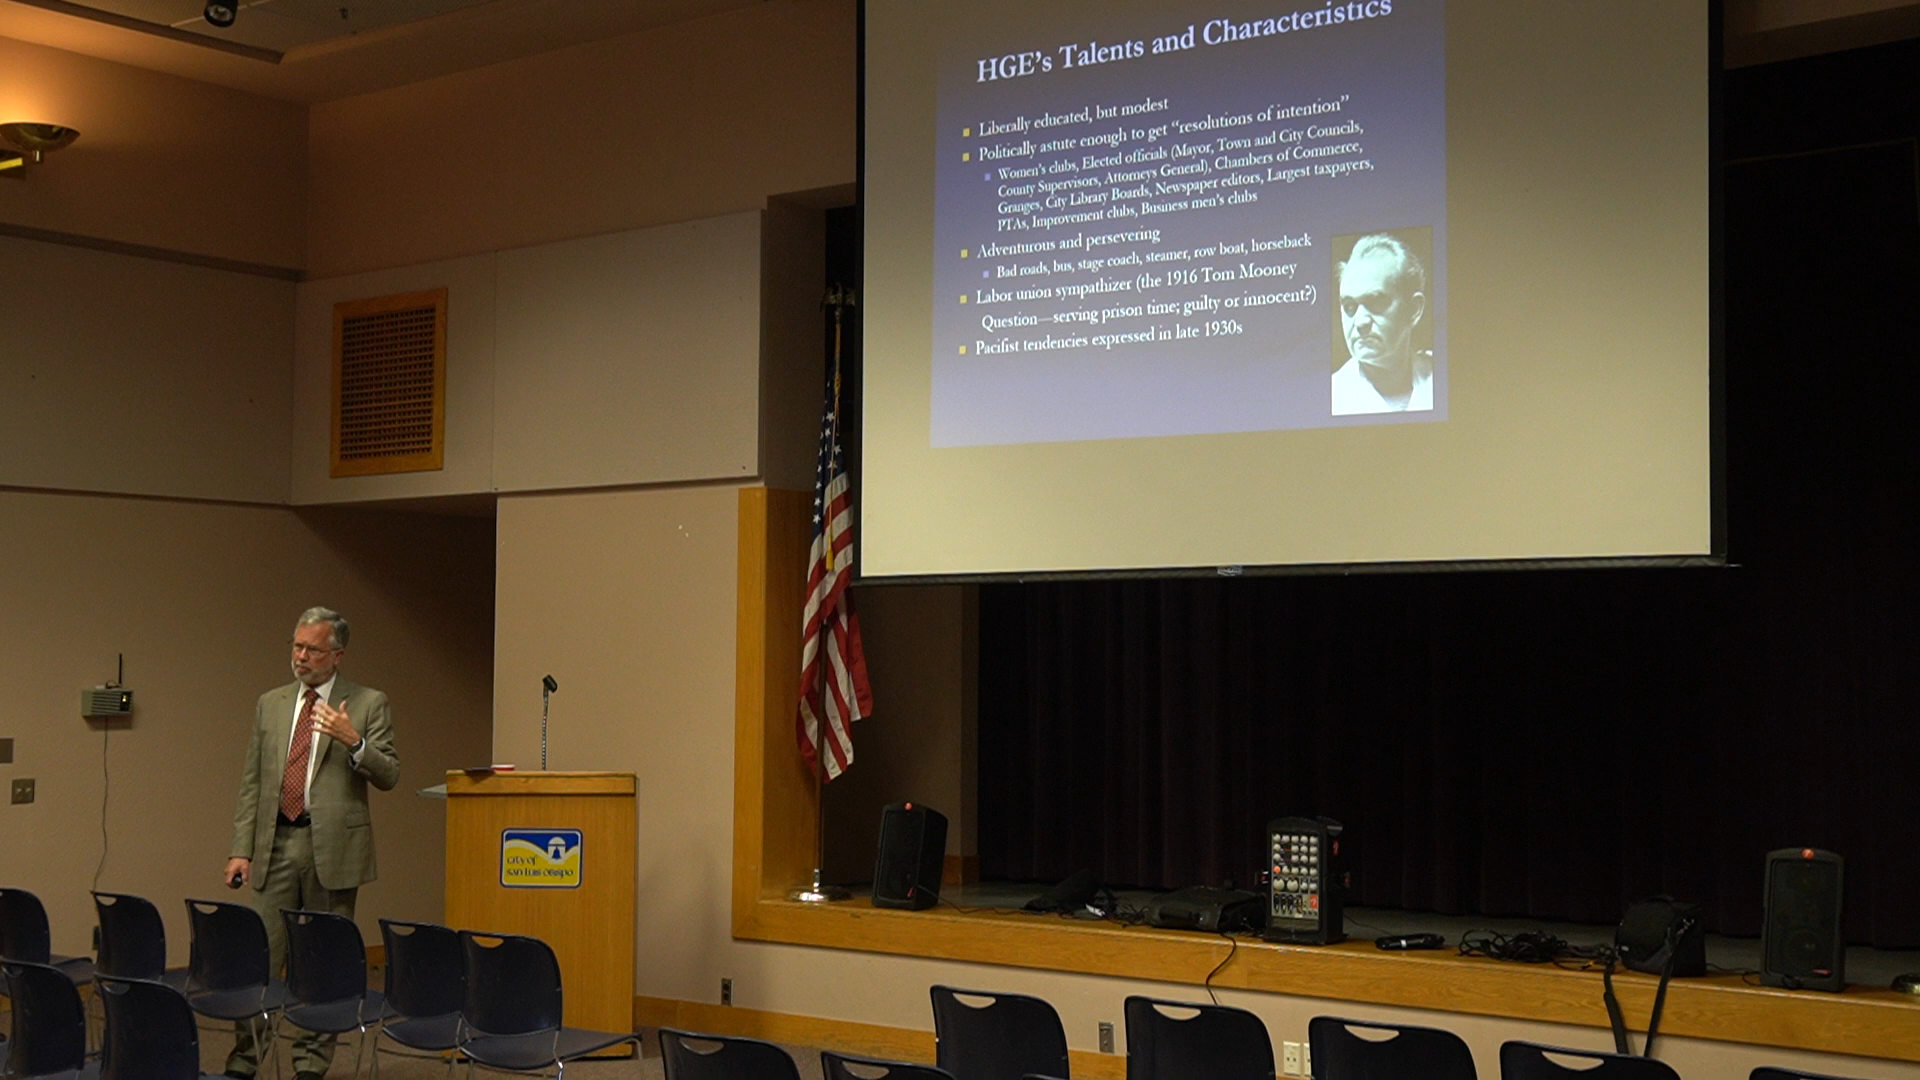 HGE's Talents and Characteristics
Liberally educated, but modest
Politically astute enough to get “resolutions of intention”
Women's clubs, Elected officials (Mayor, Town and City Councils,
County Supervisors, Attorneys General), Chambers of Commerce,
Granges, City Library Boards, Newspaper editors, Largest taxpayers,
PTAs, Improvement clubs, Business men's clubs
Adventurous and persevering
Bad roads, bus, stage coach, steamer, row boat, horseback
Labor union sympathizer (the 1916 Tom Mooney
Question—serving prison time; guilty or innocent?)
Pacifist tendencies expressed in late 1930s
city of
san luis obispo